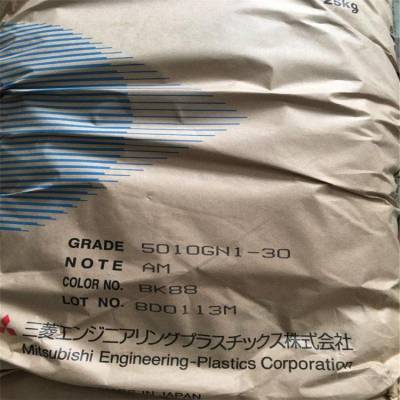 25kg
GRADE 5010GN1-30
NOTE AM
COLOR NO. BK88
LOT NO. 8D0113M
三菱エンジニアリングプラスチックス株式会社
Mitsubishi Engineering-Plastics Corporation
MADE IN JAPAN